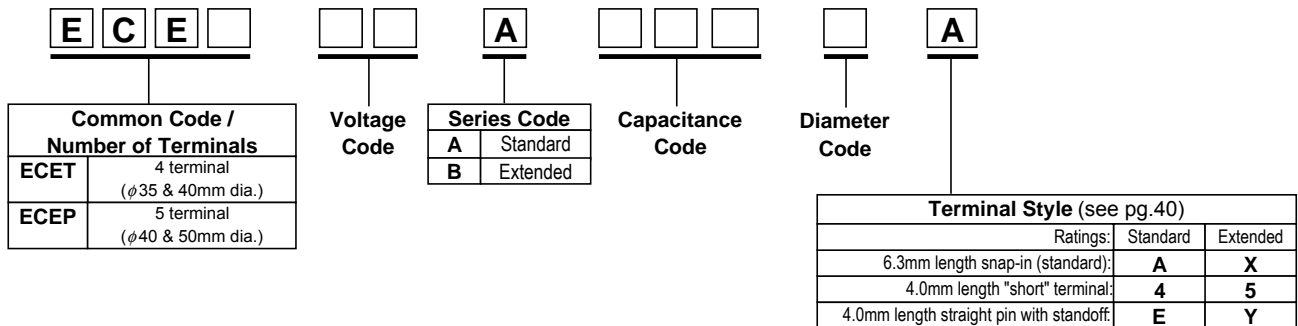 E C E A A
Common Code /
Number of Terminals
ECET 4 terminal
(ϕ35 & 40mm dia.)
ECEP 5 terminal
(ϕ40 & 50mm dia.)
Voltage
Code
Series Code
A Standard
B Extended
Capacitance
Code
Diameter
Code
Terminal Style (see pg.40)
Ratings: Standard Extended
6.3mm length snap-in (standard): A X
4.0mm length "short" terminal: 4 5
4.0mm length straight pin with standoff: E Y